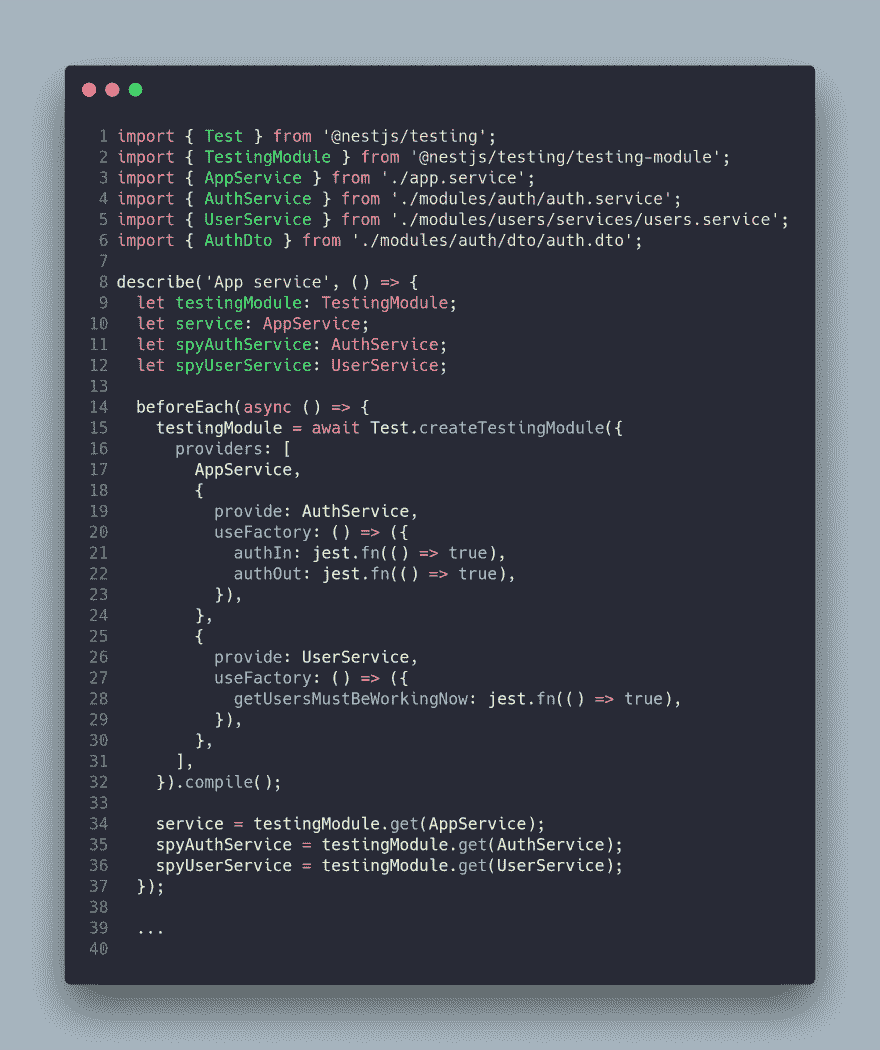 1 import { Test } from '@nestjs/testing';
2 import { TestingModule } from '@nestjs/testing/testing-module';
3 import { AppService } from './app.service';
4 import { AuthService } from './modules/auth/auth.service';
5 import { UserService } from './modules/users/services/users.service';
6 import { AuthDto } from './modules/auth/dto/auth.dto';
7
8 describe('App service', () => {
9   let testingModule: TestingModule;
10   let service: AppService;
11   let spyAuthService: AuthService;
12   let spyUserService: UserService;
13
14   beforeEach(async () => {
15     testingModule = await Test.createTestingModule({
16       providers: [
17         AppService,
18         {
19           provide: AuthService,
20           useFactory: () => ({
21             authIn: jest.fn(() => true),
22             authOut: jest.fn(() => true),
23           }),
24         },
25         {
26           provide: UserService,
27           useFactory: () => ({
28             getUsersMustBeWorkingNow: jest.fn(() => true),
29           }),
30         },
31       ],
32     }).compile();
33
34     service = testingModule.get(AppService);
35     spyAuthService = testingModule.get(AuthService);
36     spyUserService = testingModule.get(UserService);
37   });
38
39   ...
40